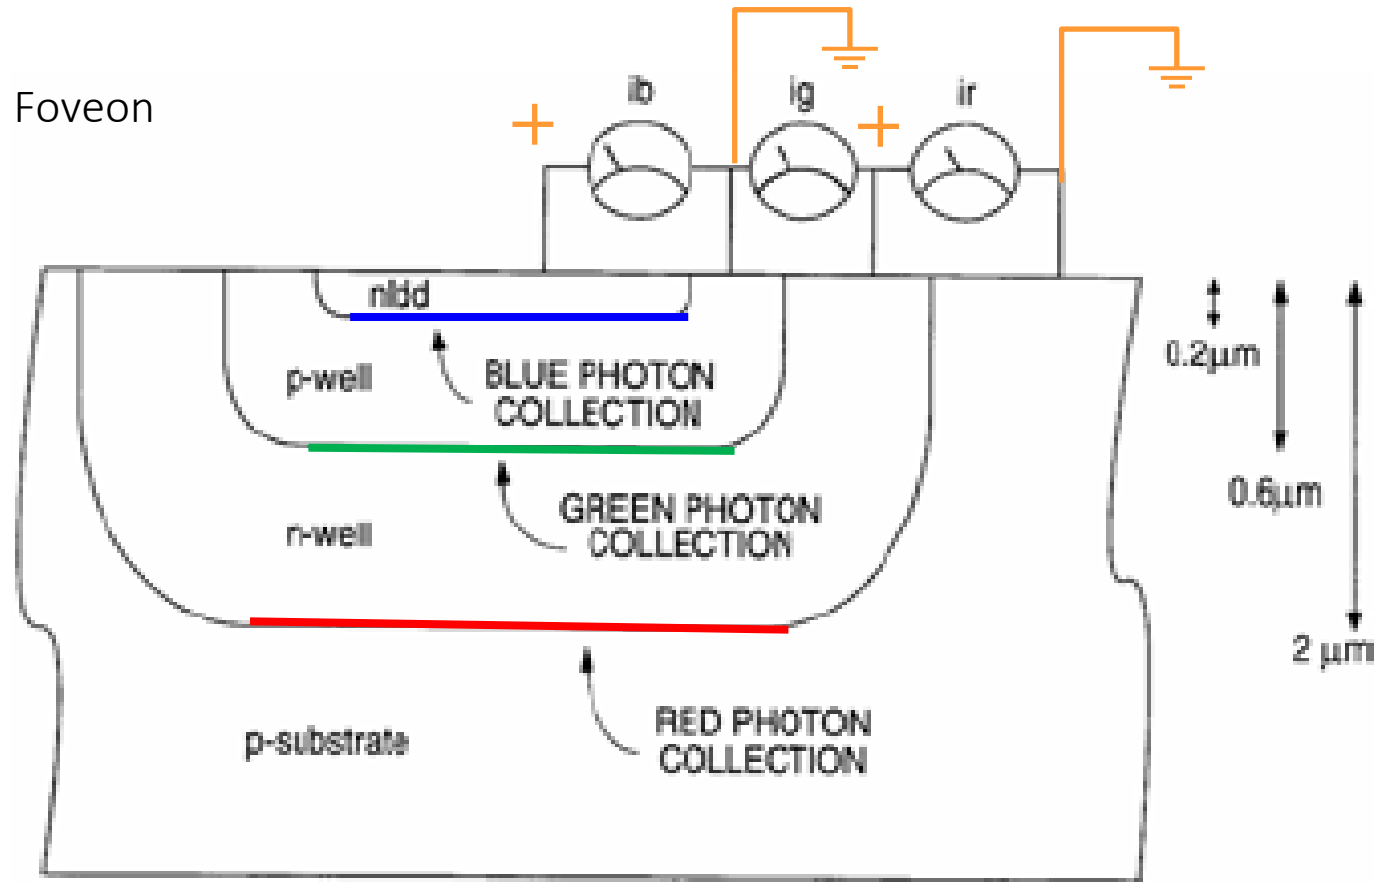 Foveon
ib
ig
ir
+
+
nldd
p-well
BLUE PHOTON
COLLECTION
0.2μm
n-well
GREEN PHOTON
COLLECTION
0.6μm
p-substrate
RED PHOTON
COLLECTION
2 μm